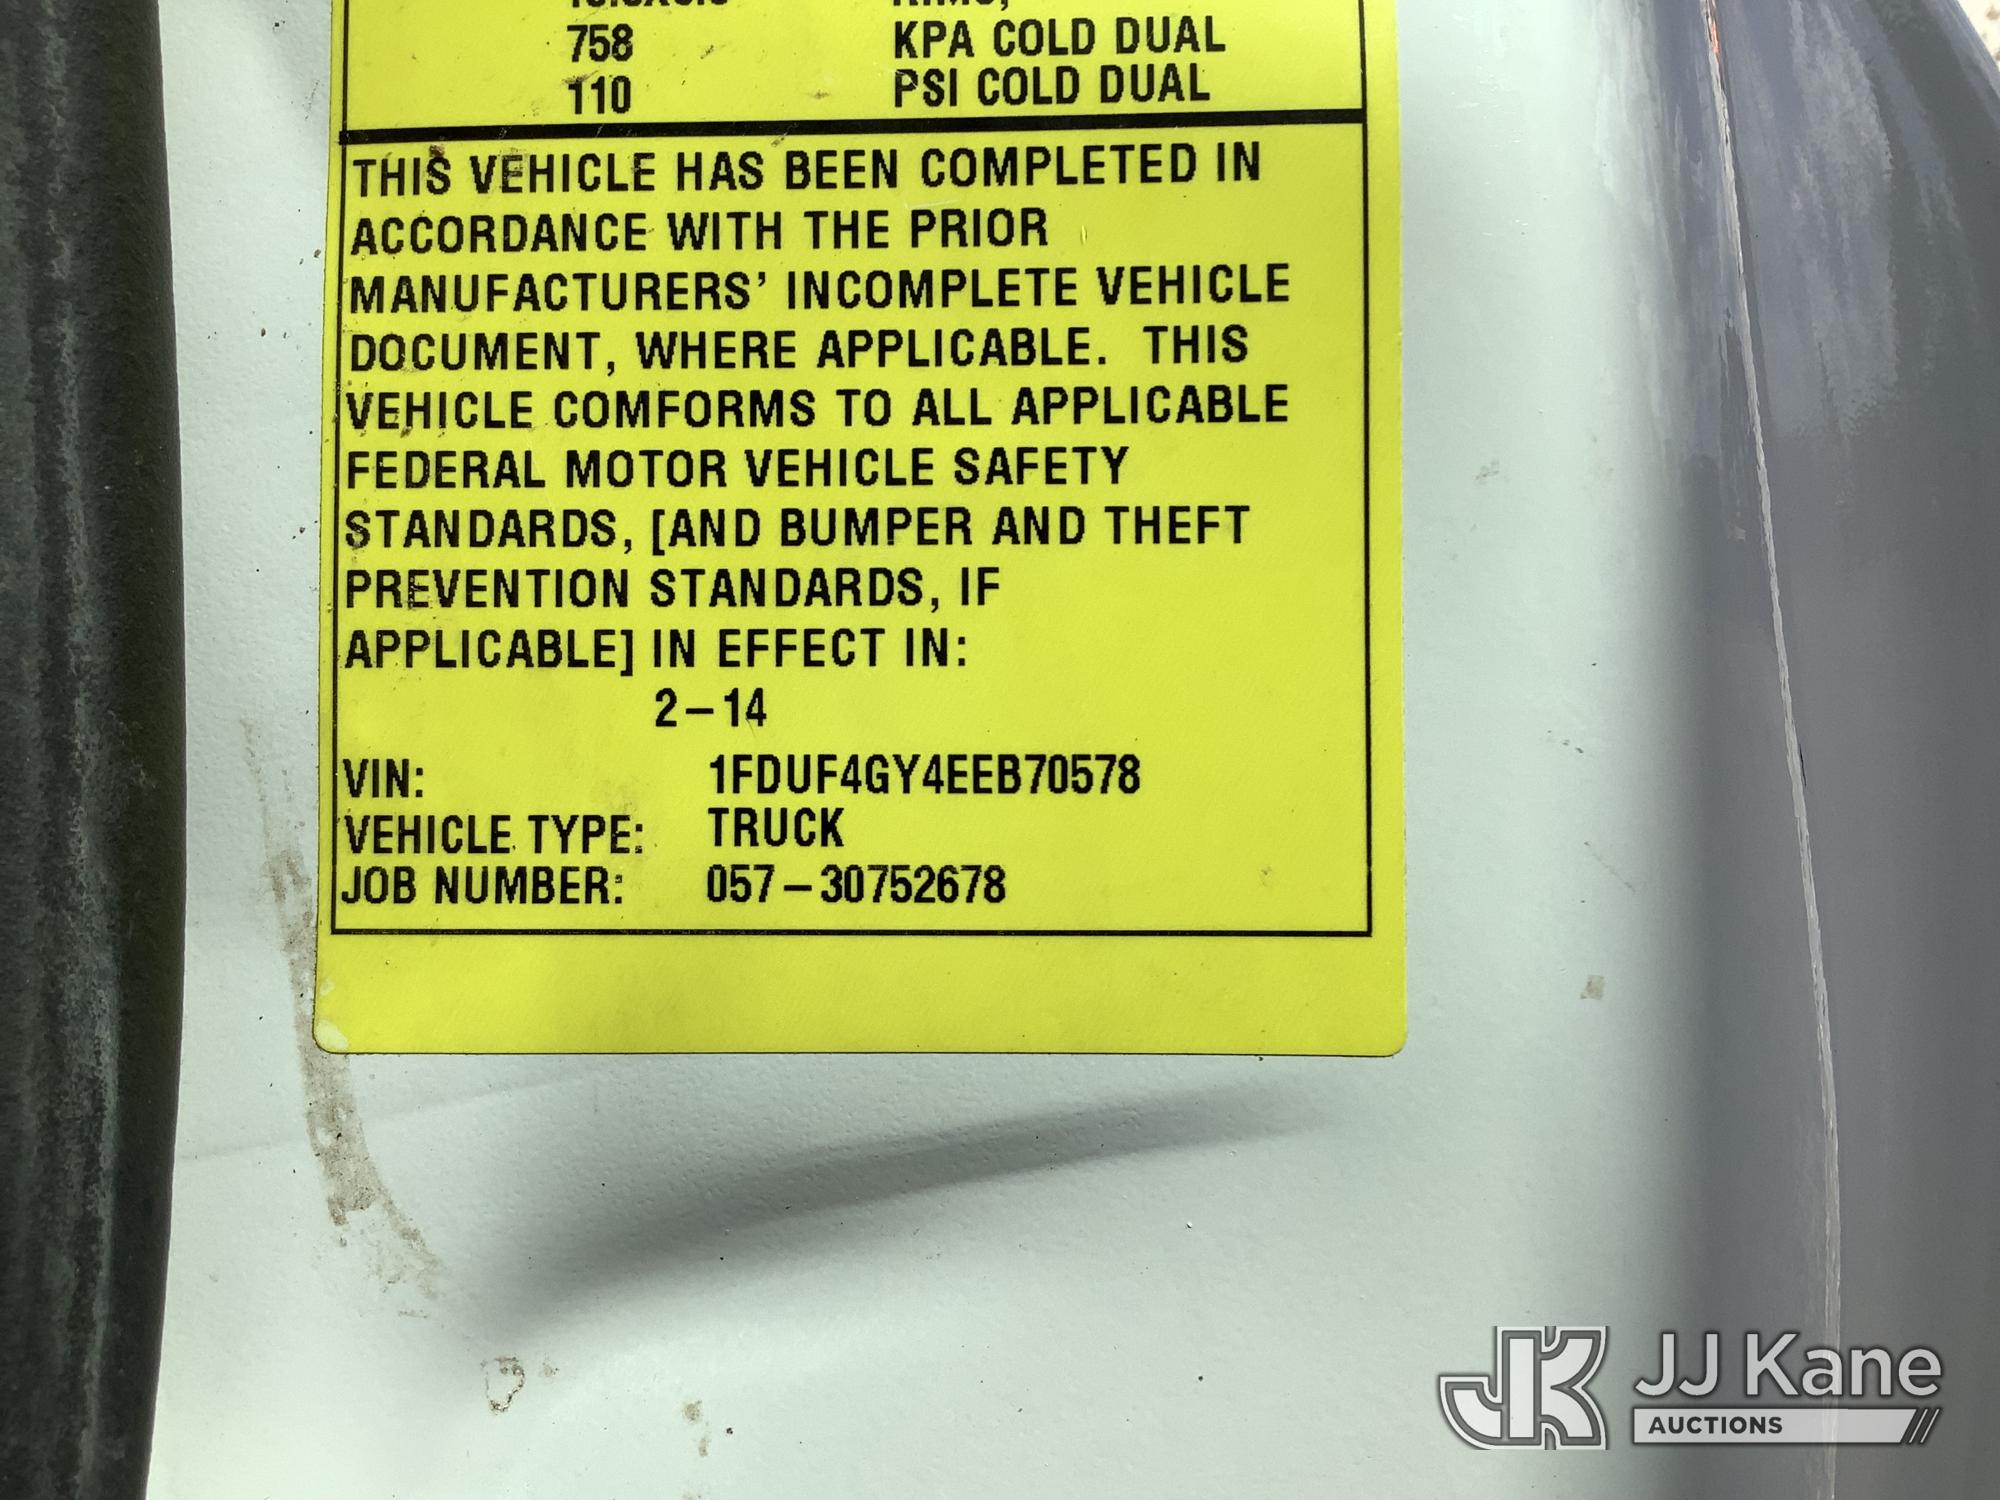 758 KPA COLD DUAL
110 PSI COLD DUAL
THIS VEHICLE HAS BEEN COMPLETED IN
ACCORDANCE WITH THE PRIOR
MANUFACTURERS' INCOMPLETE VEHICLE
DOCUMENT, WHERE APPLICABLE. THIS
VEHICLE COMFORMS TO ALL APPLICABLE
FEDERAL MOTOR VEHICLE SAFETY
STANDARDS, [AND BUMPER AND THEFT
PREVENTION STANDARDS, IF
APPLICABLE] IN EFFECT IN:
2-14
VIN: 1FDUF4GY4EEB70578
VEHICLE TYPE: TRUCK
JOB NUMBER: 057-30752678
JK JJ Kane
AUCTIONS